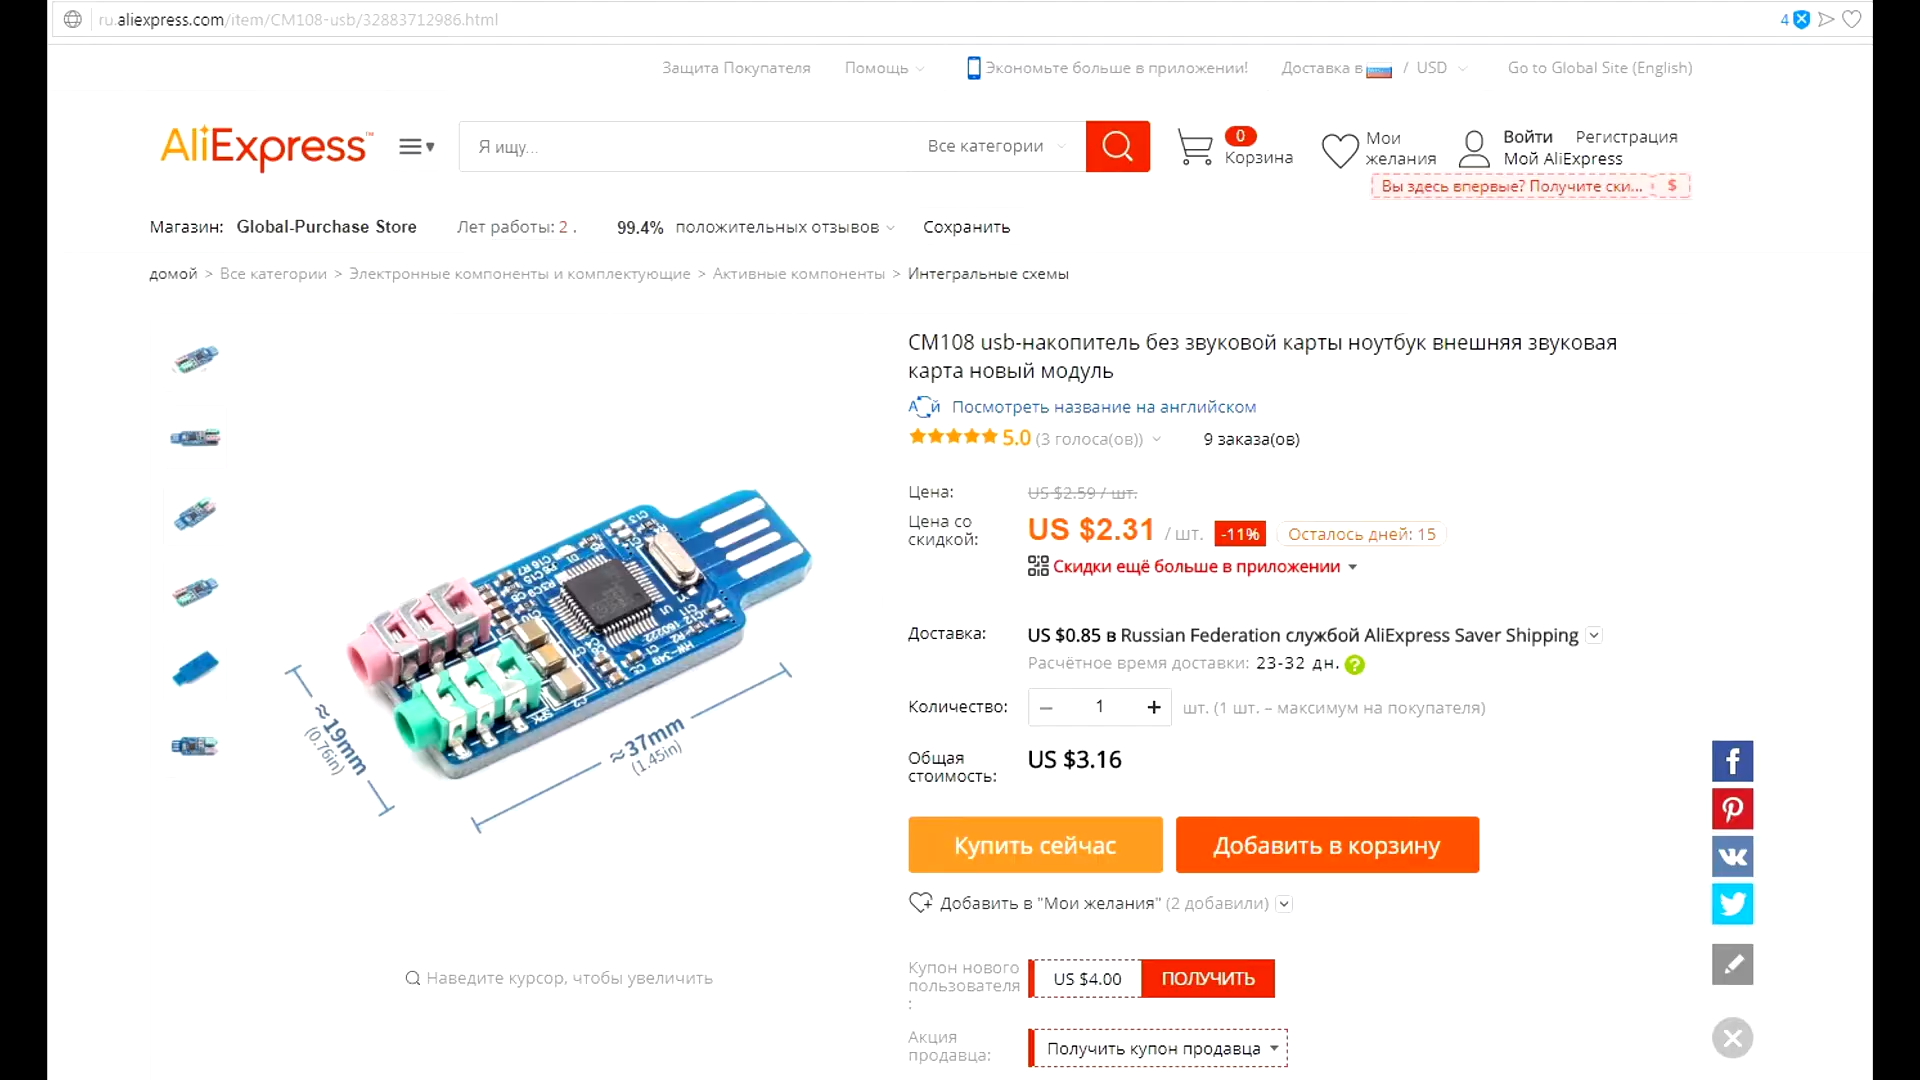 ru.aliexpress.com/item/CM108-usb/32883712986.html
4
Защита Покупателя Помощь Экономьте больше в приложении! Доставка в / USD Go to Global Site (English)
AliExpress™
Я ищу... Все категории
0
Корзина
Мои
желания
Войти Регистрация
Мой AliExpress
Вы здесь впервые? Получите ски... $
Магазин: Global-Purchase Store Лет работы: 2 . 99.4% положительных отзывов Сохранить
домой > Все категории > Электронные компоненты и комплектующие > Активные компоненты > Интегральные схемы
CM108 usb-накопитель без звуковой карты ноутбук внешняя звуковая
карта новый модуль
Посмотреть название на английском
5.0 (3 голоса(ов)) 9 заказа(ов)
Цена: US $2.59 / шт.
Цена со
скидкой:
US $2.31 / шт. -11% Осталось дней: 15
Скидки ещё больше в приложении
Доставка: US $0.85 в Russian Federation службой AliExpress Saver Shipping
Расчётное время доставки: 23-32 дн. ?
Количество: − 1 + шт. (1 шт. – максимум на покупателя)
Общая
стоимость:
US $3.16
Купить сейчас Добавить в корзину
Добавить в "Мои желания" (2 добавили)
Купон нового
пользователя
:
US $4.00 ПОЛУЧИТЬ
Акция
продавца:
Получить купон продавца
≈19mm
(0.76in)
≈37mm
(1.45in)
HW-349
160222
SPK
Наведите курсор, чтобы увеличить